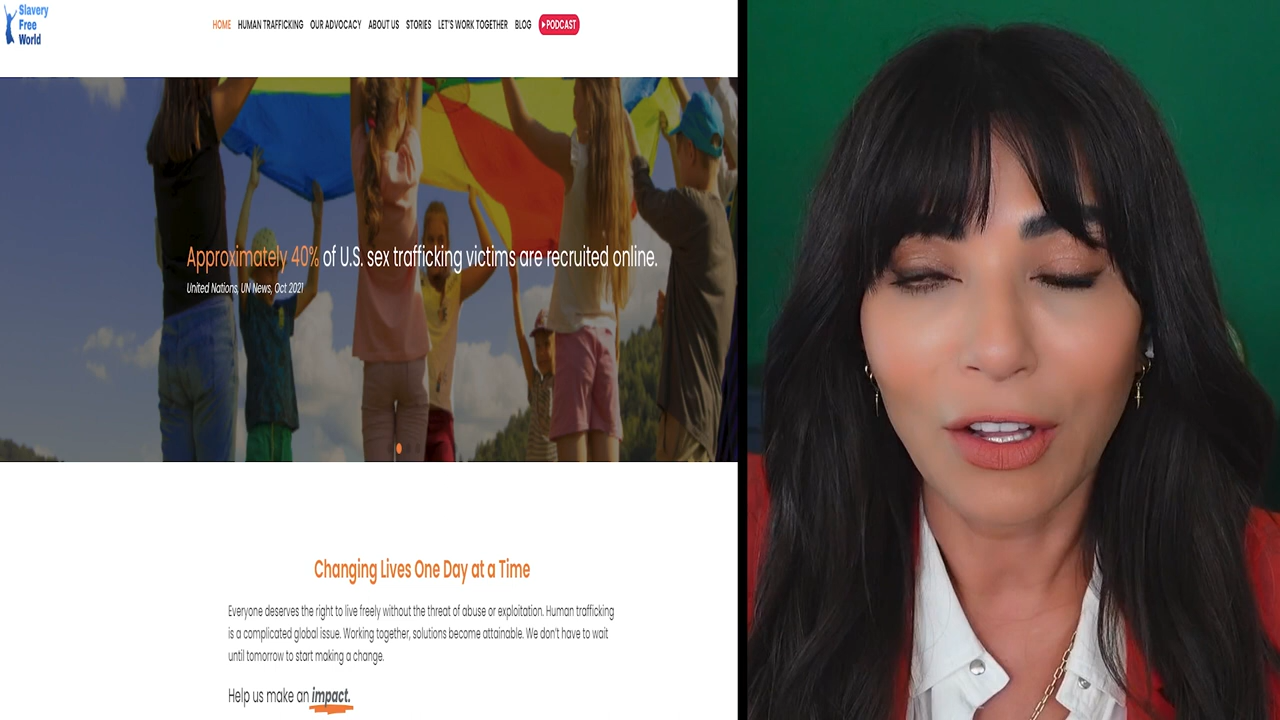 Slavery
Free
World
HOME HUMAN TRAFFICKING OUR ADVOCACY ABOUT US STORIES LET'S WORK TOGETHER BLOG PODCAST
Approximately 40% of U.S. sex trafficking victims are recruited online.
United Nations, UN News, Oct 2021
Changing Lives One Day at a Time
Everyone deserves the right to live freely without the threat of abuse or exploitation. Human trafficking
is a complicated global issue. Working together, solutions become attainable. We don't have to wait
until tomorrow to start making a change.
Help us make an impact.